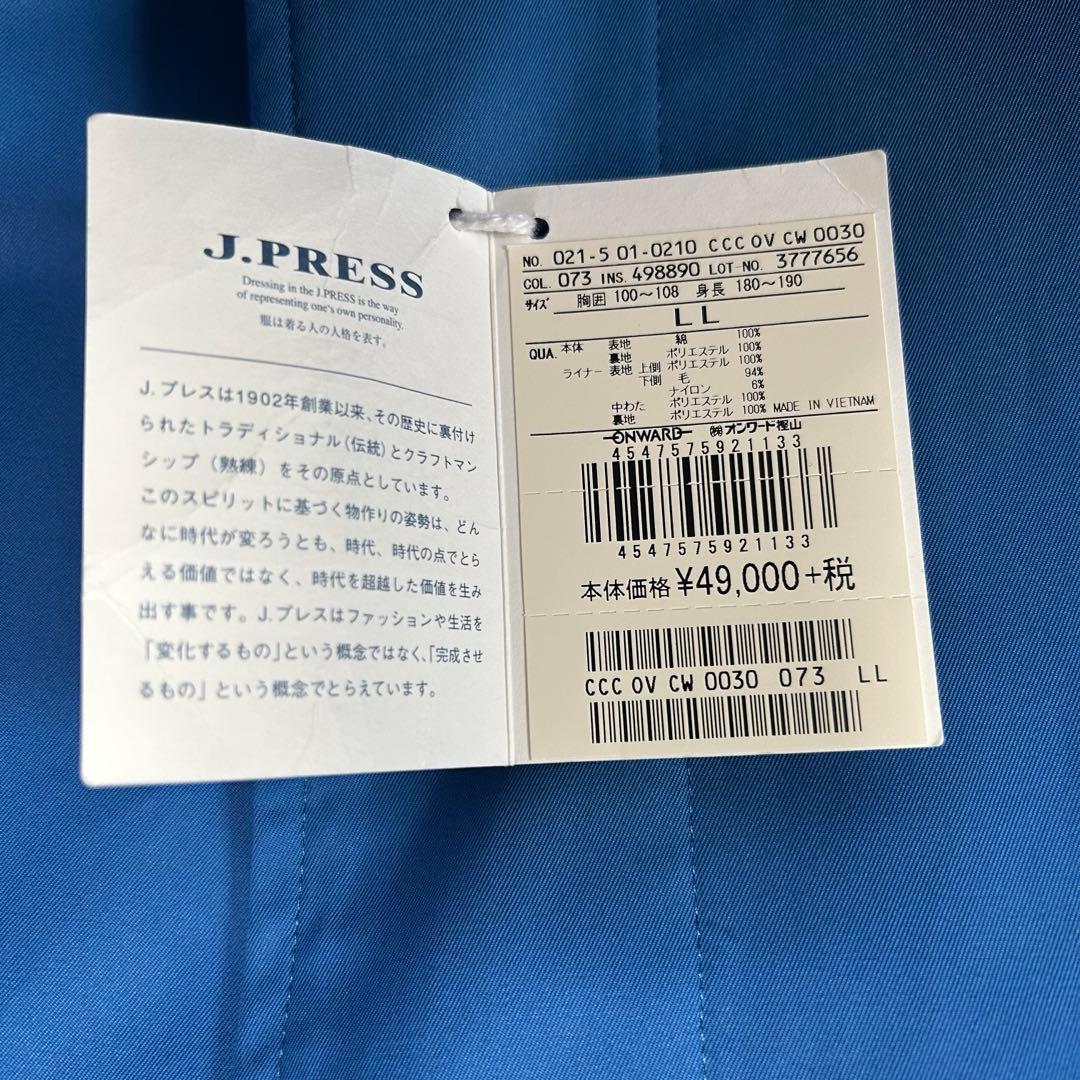 J.PRESS
Dressing in the J.PRESS is the way
of representing one's own personality.
服は着る人の人格を表す。
J.プレスは1902年創業以来、その歴史に裏付け
られたトラディショナル(伝統)とクラフトマン
シップ(熟練)をその原点としています。
このスピリットに基づく物作りの姿勢は、どん
なに時代が変ろうとも、時代、時代の点でとら
える価値ではなく、時代を超越した価値を生み
出す事です。J.プレスはファッションや生活を
「変化するもの」という概念ではなく、「完成させ
るもの」という概念でとらえています。
NO. 021-5 01-0210 CCC OV CW 0030
COL. 073 INS. 498890 LOT-NO. 3777656
サイズ 胸囲 100〜108 身長 180〜190
LL
QUA. 本体 表地 綿 100%
裏地 ポリエステル 100%
ライナー 表地 上側 ポリエステル 100%
下側 毛 94%
ナイロン 6%
中わた ポリエステル 100%
裏地 ポリエステル 100% MADE IN VIETNAM
ONWARD ㈱オンワード樫山
4547575921133
4547575921133
本体価格 ¥49,000+税
CCC OV CW 0030 073 LL